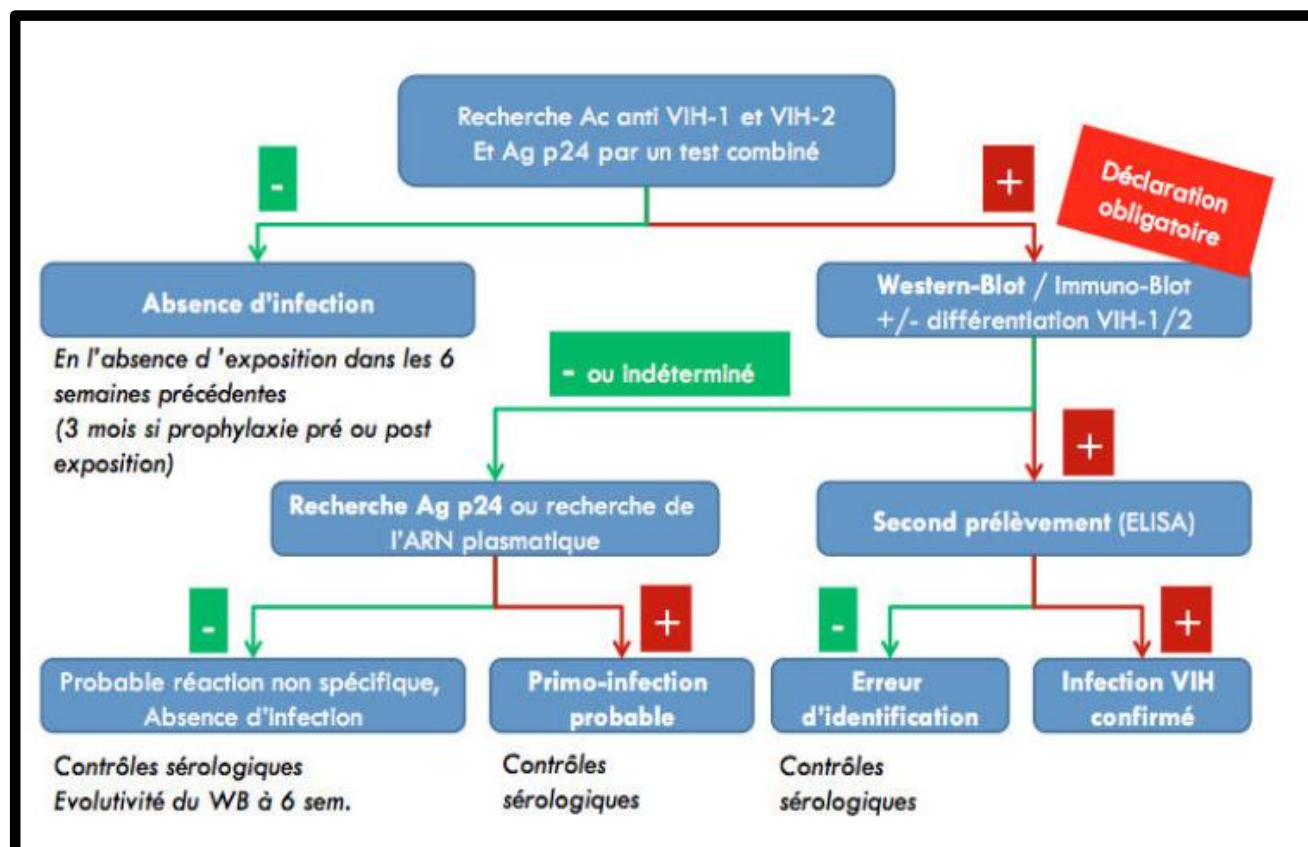 Recherche Ac anti VIH-1 et VIH-2
Et Ag p24 par un test combiné
-
+
Déclaration
obligatoire
Absence d'infection
Western-Blot / Immuno-Blot
+/- différentiation VIH-1/2
En l'absence d 'exposition dans les 6
semaines précédentes
(3 mois si prophylaxie pré ou post
exposition)
- ou indéterminé
+
Recherche Ag p24 ou recherche de
l'ARN plasmatique
Second prélèvement (ELISA)
-
+
-
+
Probable réaction non spécifique,
Absence d'infection
Primo-infection
probable
Erreur
d'identification
Infection VIH
confirmé
Contrôles sérologiques
Evolutivité du WB à 6 sem.
Contrôles
sérologiques
Contrôles
sérologiques